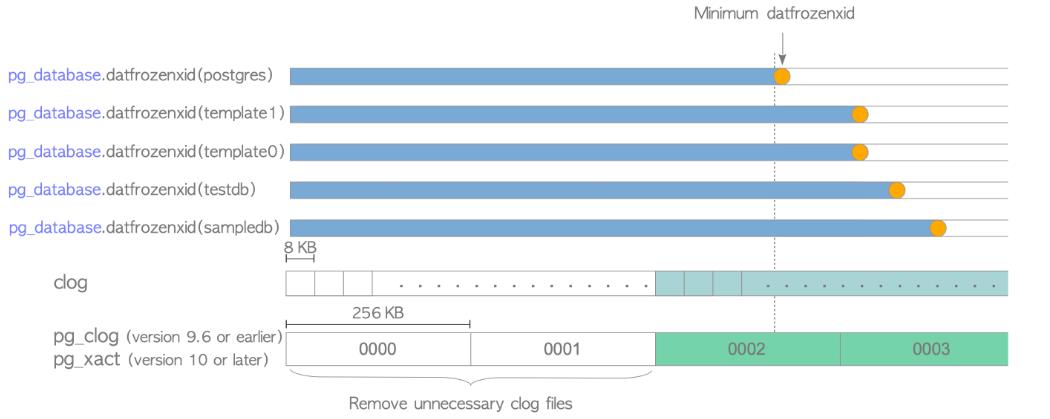 Minimum datfrozenxid
pg_database.datfrozenxid(postgres)
pg_database.datfrozenxid(template1)
pg_database.datfrozenxid(template0)
pg_database.datfrozenxid(testdb)
pg_database.datfrozenxid(sampledb)
8 KB
clog
256 KB
pg_clog (version 9.6 or earlier)
pg_xact (version 10 or later)
0000 0001 0002 0003
Remove unnecessary clog files